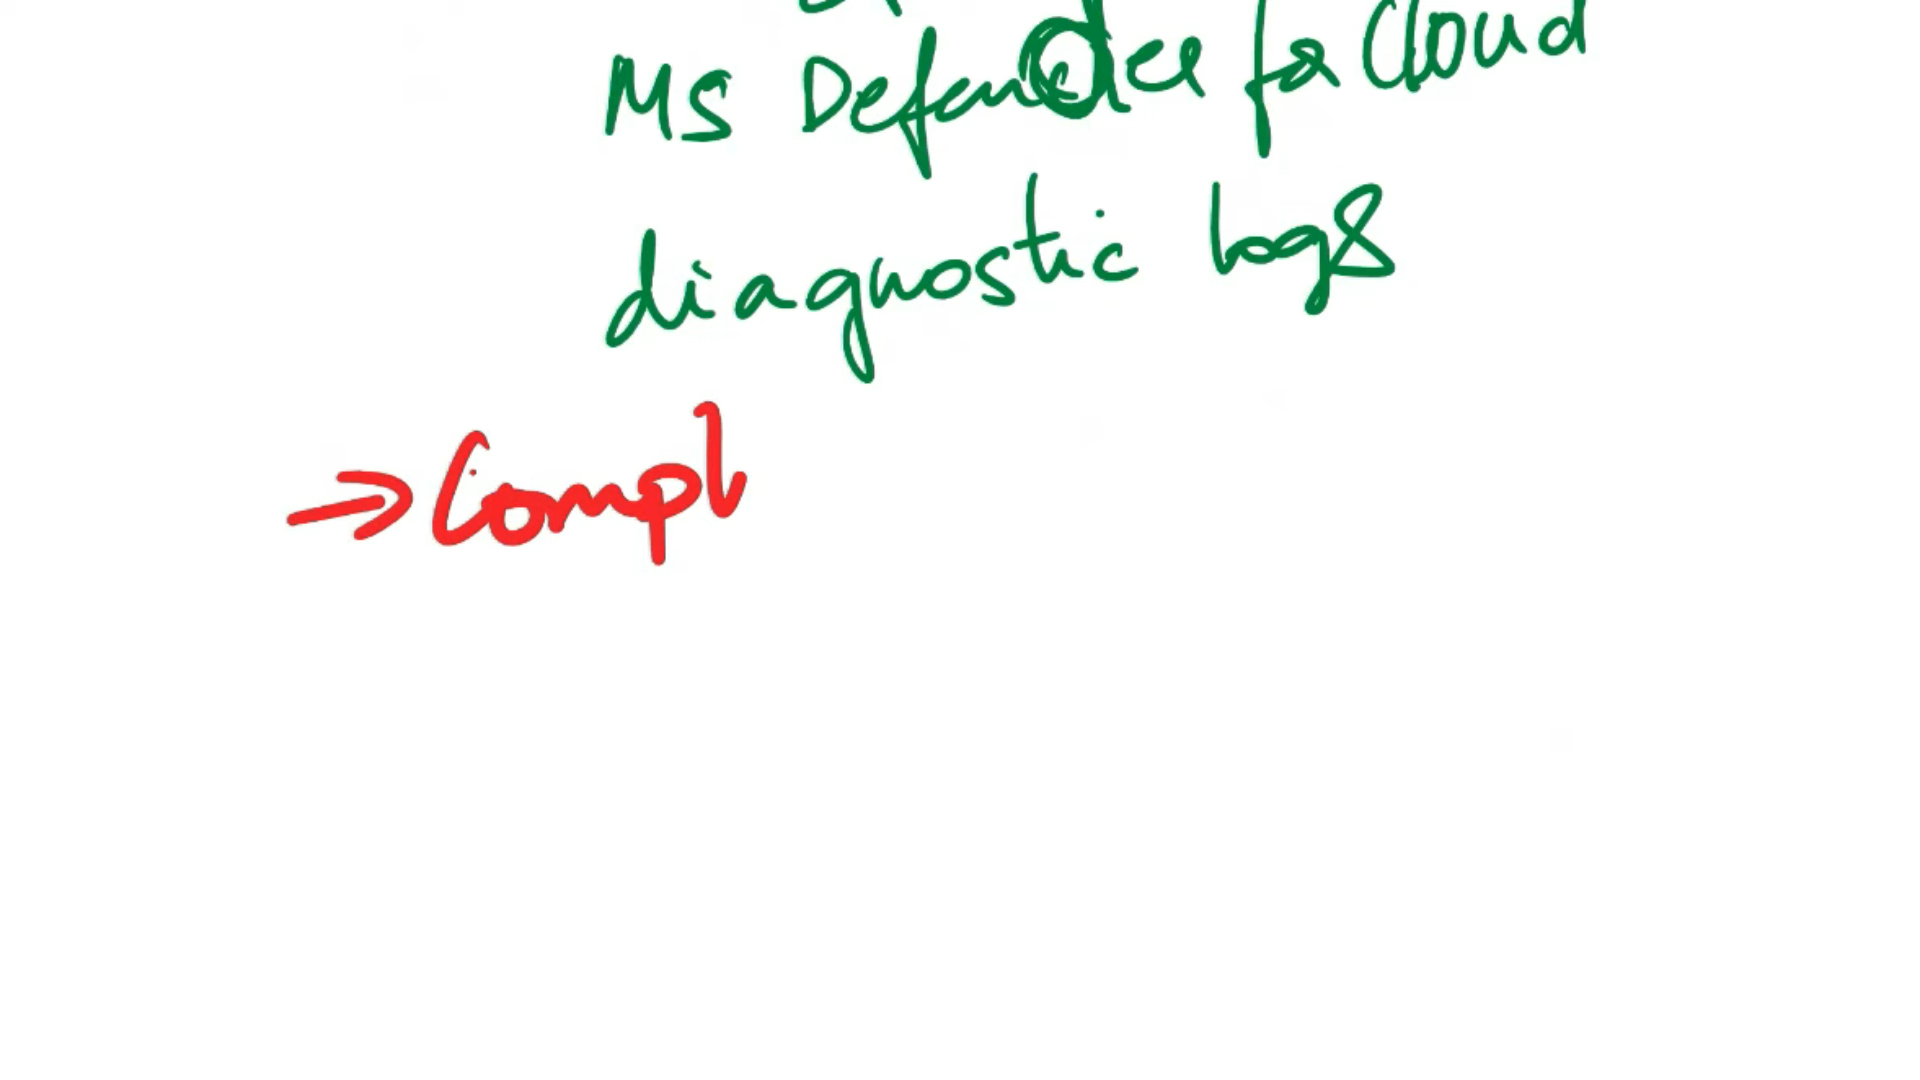 MS Defender for Cloud
diagnostic logs
→ Compl